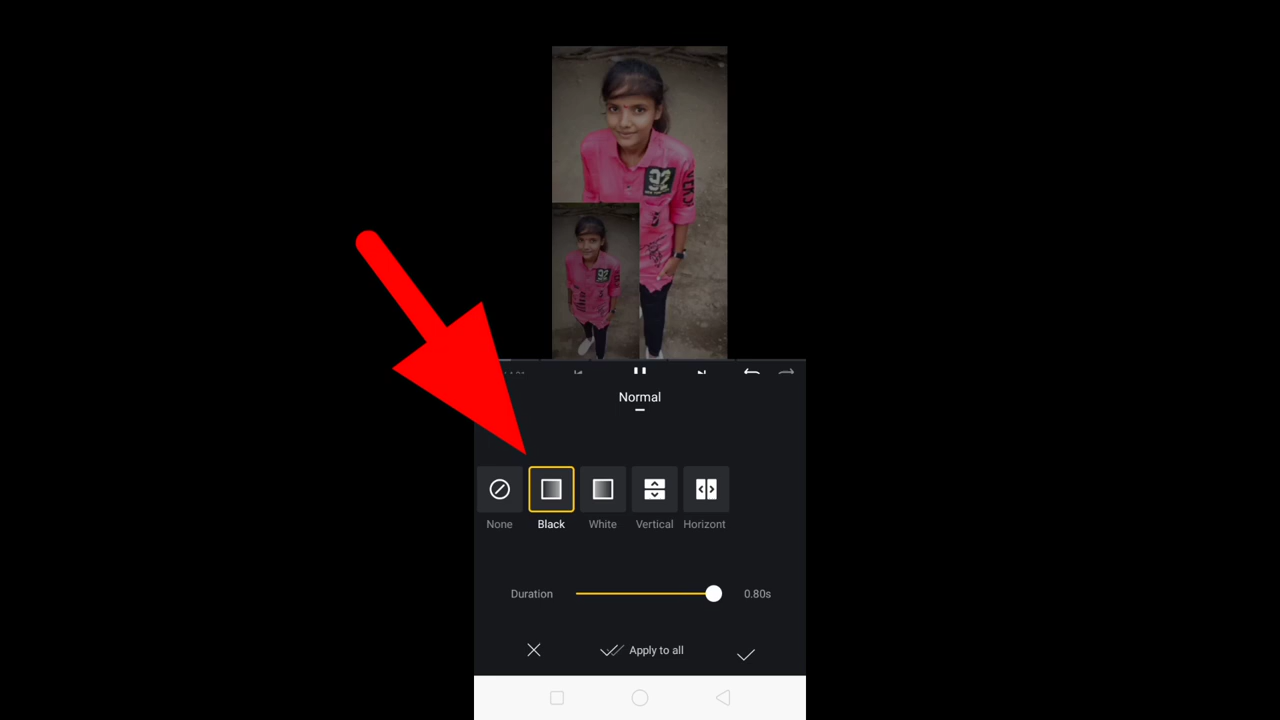 92
Normal
None Black White Vertical Horizont
Duration 0.80s
Apply to all